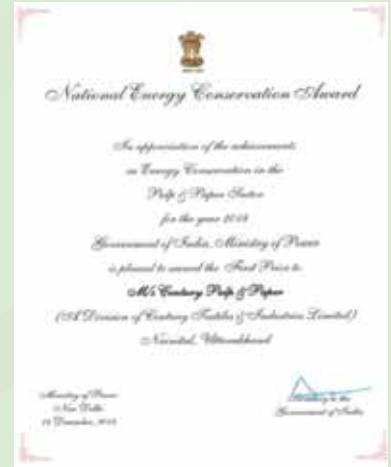 National Energy Conservation Award
In appreciation of the achievements
in Energy Conservation in the
Pulp & Paper Sector
for the year
Government of India, Ministry of Power
is pleased to award the First Prize to
M/s Century Pulp & Paper
(A Division of Century Textiles & Industries Limited)
Nainital, Uttarakhand
Ministry of Power
New Delhi
December,
Secretary to the
Government of India